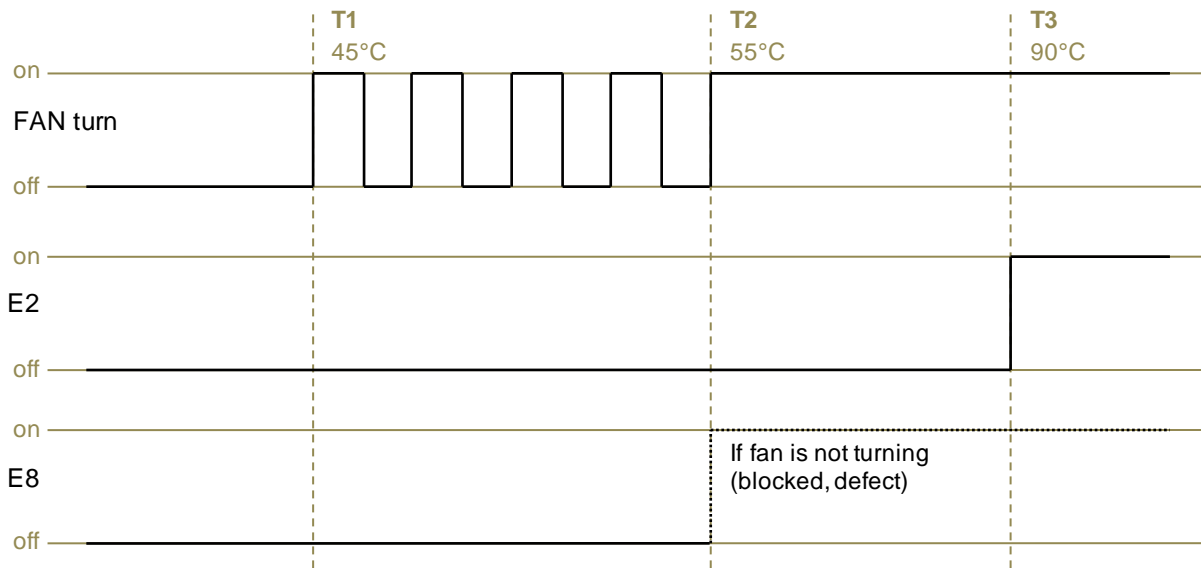 T1
T2
T3
45°C
55°C
90°C
on
FAN turn
off
on
E2
off
on
If fan is not turning
(blocked, defect)
E8
off